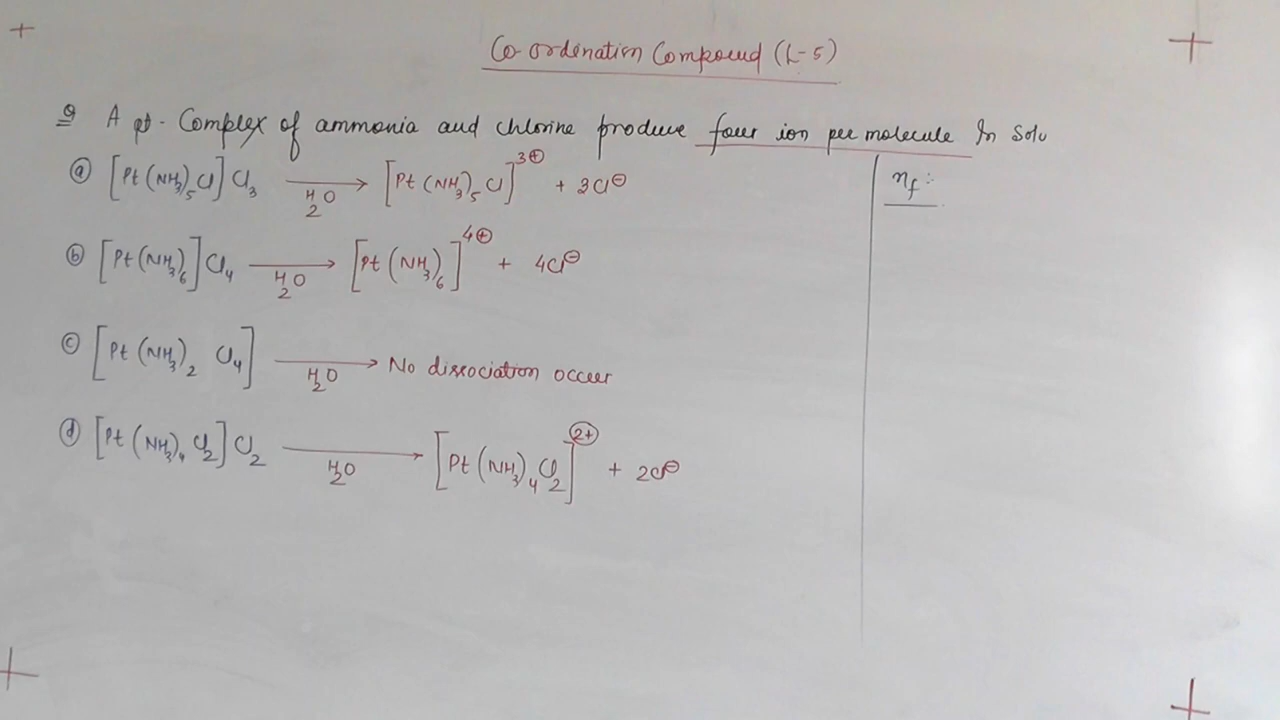 Co-ordination Compound (L-5)
Q A pt-Complex of ammonia and chlorine produce four ion per molecule In Solu
ⓐ [Pt(NH₃)₅Cl]Cl₃ ⟶ H₂O [Pt(NH₃)₅Cl]³⊕ + 3Cl⊖
nf:-
ⓑ [Pt(NH₃)₆]Cl₄ ⟶ H₂O [Pt(NH₃)₆]⁴⊕ + 4Cl⊖
ⓒ [Pt(NH₃)₂ Cl₄] ⟶ H₂O No dissociation occur
ⓓ [Pt(NH₃)₄Cl₂]Cl₂ ⟶ H₂O [Pt(NH₃)₄Cl₂]²⁺ + 2Cl⊖